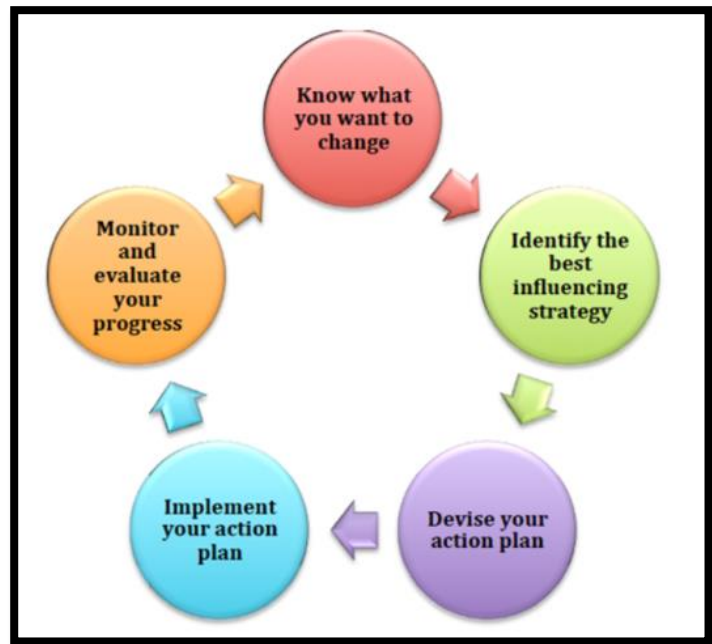 Know what
you want to
change
Identify the
best
influencing
strategy
Devise your
action plan
Implement
your action
plan
Monitor
and
evaluate
your
progress